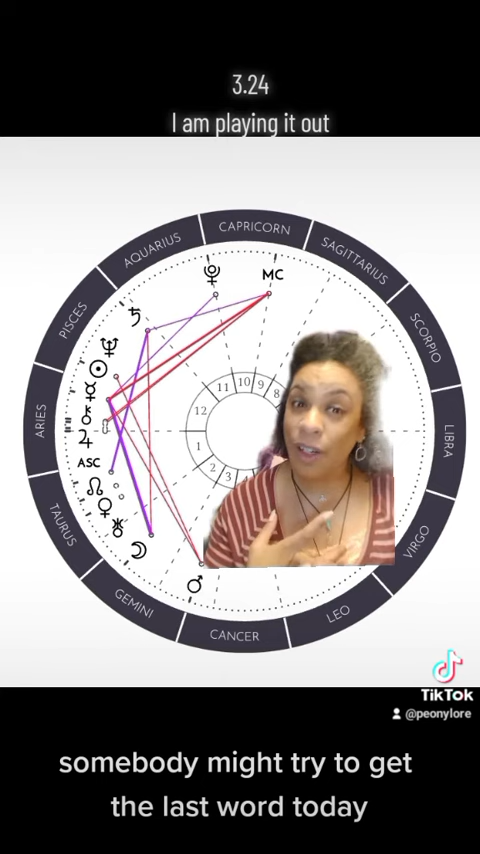 3.24
I am playing it out
CAPRICORN
AQUARIUS
SAGITTARIUS
MC
PISCES
SCORPIO
11 10 9 8
12
ARIES
LIBRA
1
ASC
2 3 4
TAURUS
VIRGO
GEMINI
LEO
CANCER
TikTok
@peonylore
somebody might try to get
the last word today